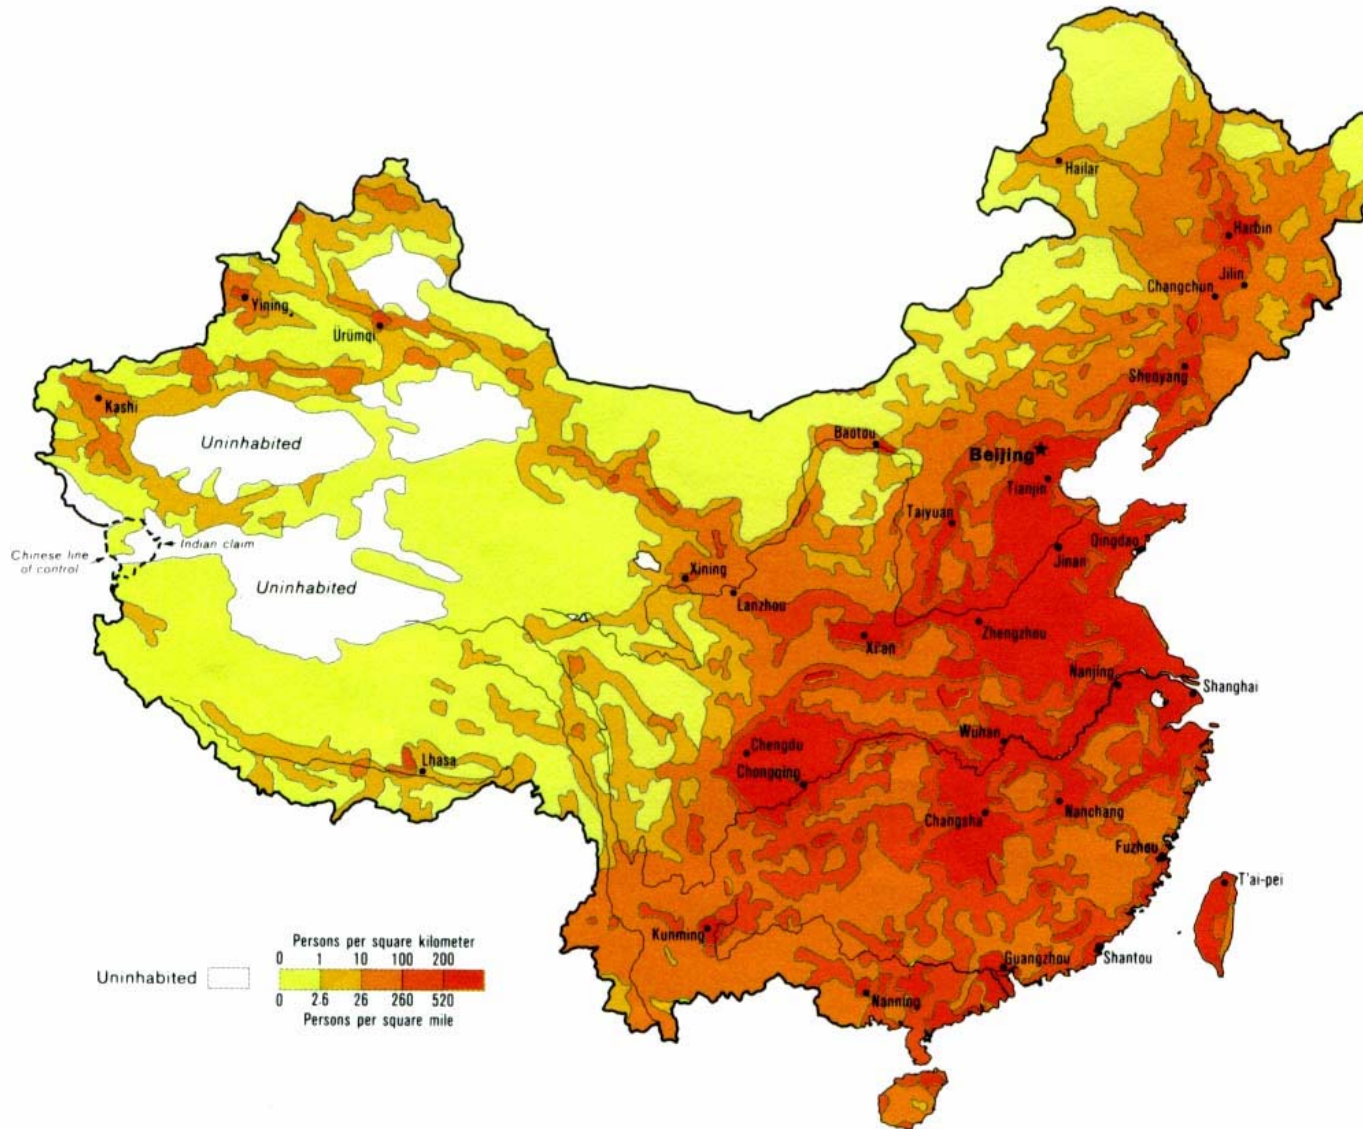 Hailar
Harbin
Jilin
Changchun
Yining
Ürümqi
Shenyang
Kashi
Baotou
Uninhabited
Beijing
Tianjin
Taiyuan
Qingdao
Indian claim
Chinese line
of control
Jinan
Xining
Uninhabited
Lanzhou
Zhengzhou
Xi'an
Nanjing
Shanghai
Wuhan
Chengdu
Lhasa
Chongqing
Nanchang
Changsha
Fuzhou
T'ai-pei
Kunming
Persons per square kilometer
0 1 10 100 200
Guangzhou
Shantou
Uninhabited
0 2.6 26 260 520
Nanning
Persons per square mile